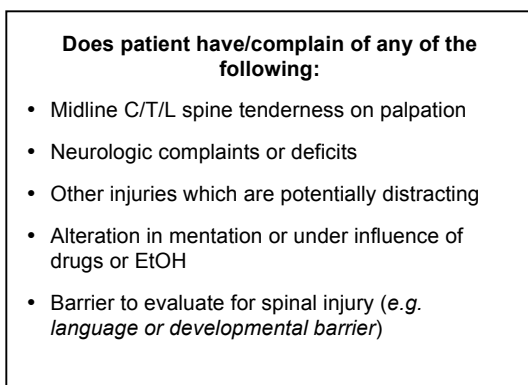 Does patient have/complain of any of the
following:
• Midline C/T/L spine tenderness on palpation
• Neurologic complaints or deficits
• Other injuries which are potentially distracting
• Alteration in mentation or under influence of
drugs or EtOH
• Barrier to evaluate for spinal injury (e.g.
language or developmental barrier)